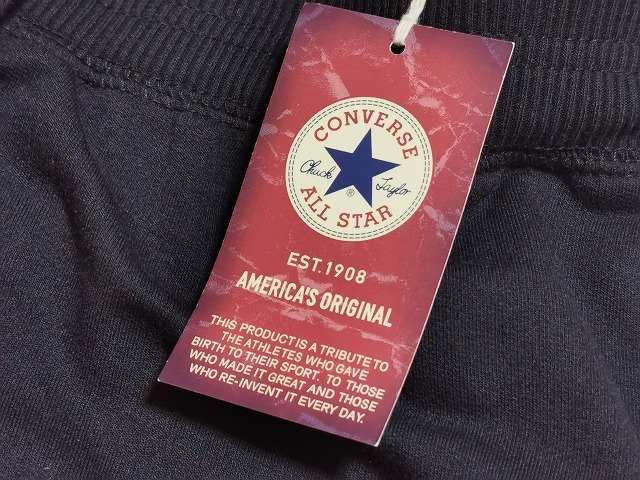 CONVERSE
Chuck Taylor
®
ALL STAR
EST.1908
AMERICA'S ORIGINAL
THIS PRODUCT IS A TRIBUTE TO
THE ATHLETES WHO GAVE
BIRTH TO THEIR SPORT. TO THOSE
WHO MADE IT GREAT AND THOSE
WHO RE-INVENT IT EVERY DAY.